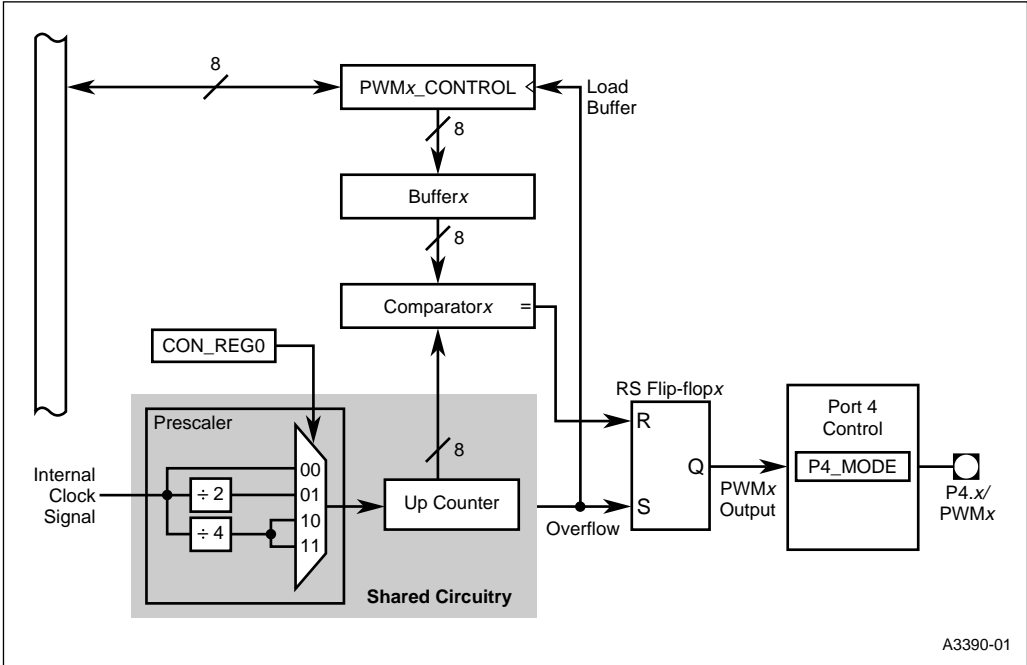 8
PWMx_CONTROL
Load
Buffer
8
Bufferx
8
Comparatorx =
CON_REG0
RS Flip-flopx
Prescaler
Port 4
Control
R
8
Internal
Clock
Signal
00
÷ 2
01
÷ 4
10
11
Up Counter
Q
P4_MODE
PWMx
Output
P4.x/
PWMx
S
Overflow
Shared Circuitry
A3390-01